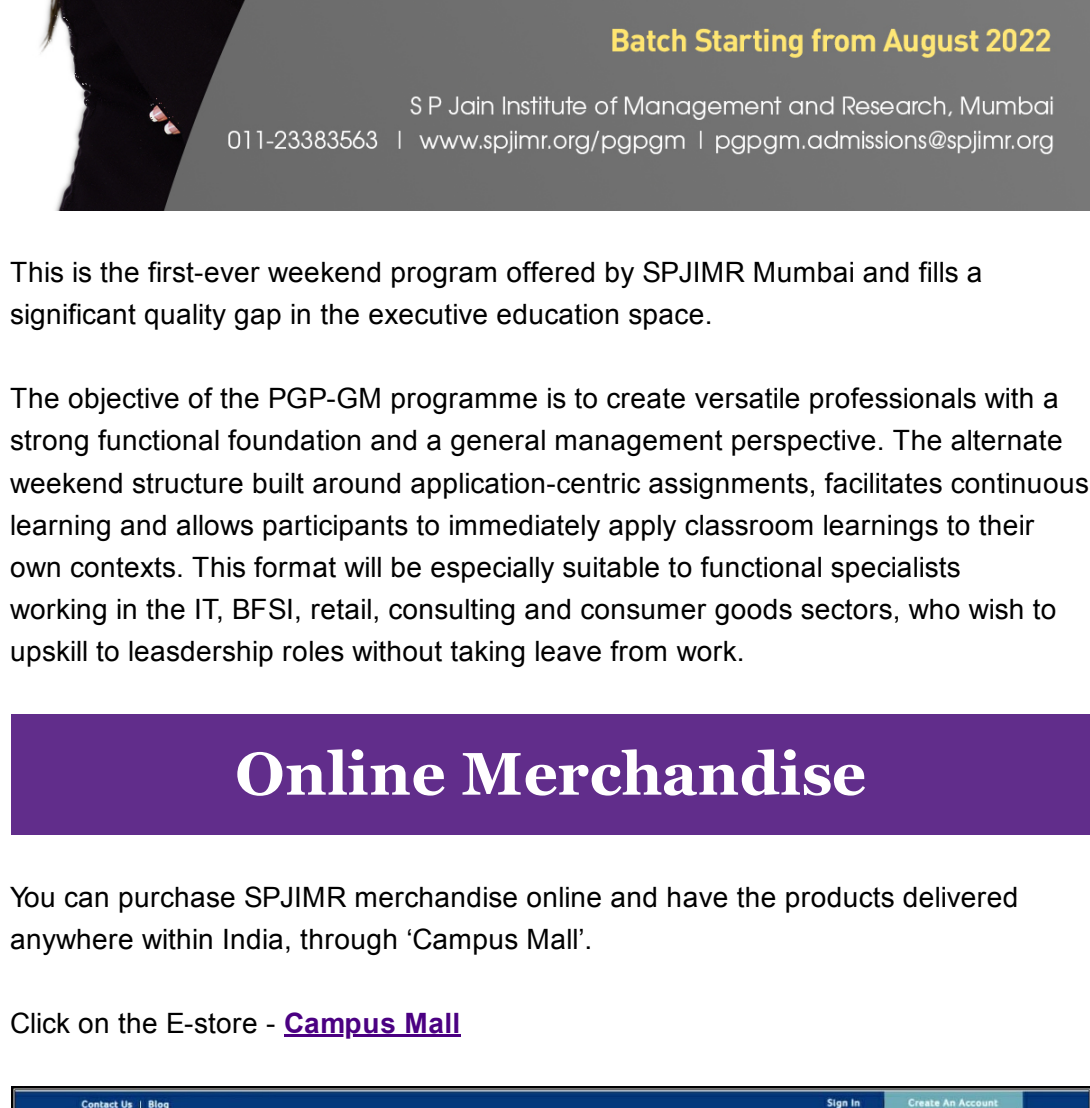 Batch Starting from August 2022
S P Jain Institute of Management and Research, Mumbai
011-23383563 | www.spjimr.org/pgpgm | pgpgm.admissions@spjimr.org
This is the first-ever weekend program offered by SPJIMR Mumbai and fills a
significant quality gap in the executive education space.
The objective of the PGP-GM programme is to create versatile professionals with a
strong functional foundation and a general management perspective. The alternate
weekend structure built around application-centric assignments, facilitates continuous
learning and allows participants to immediately apply classroom learnings to their
own contexts. This format will be especially suitable to functional specialists
working in the IT, BFSI, retail, consulting and consumer goods sectors, who wish to
upskill to leasdership roles without taking leave from work.
Online Merchandise
You can purchase SPJIMR merchandise online and have the products delivered
anywhere within India, through ‘Campus Mall’.
Click on the E-store - Campus Mall
Contact Us | Blog Sign In Create An Account